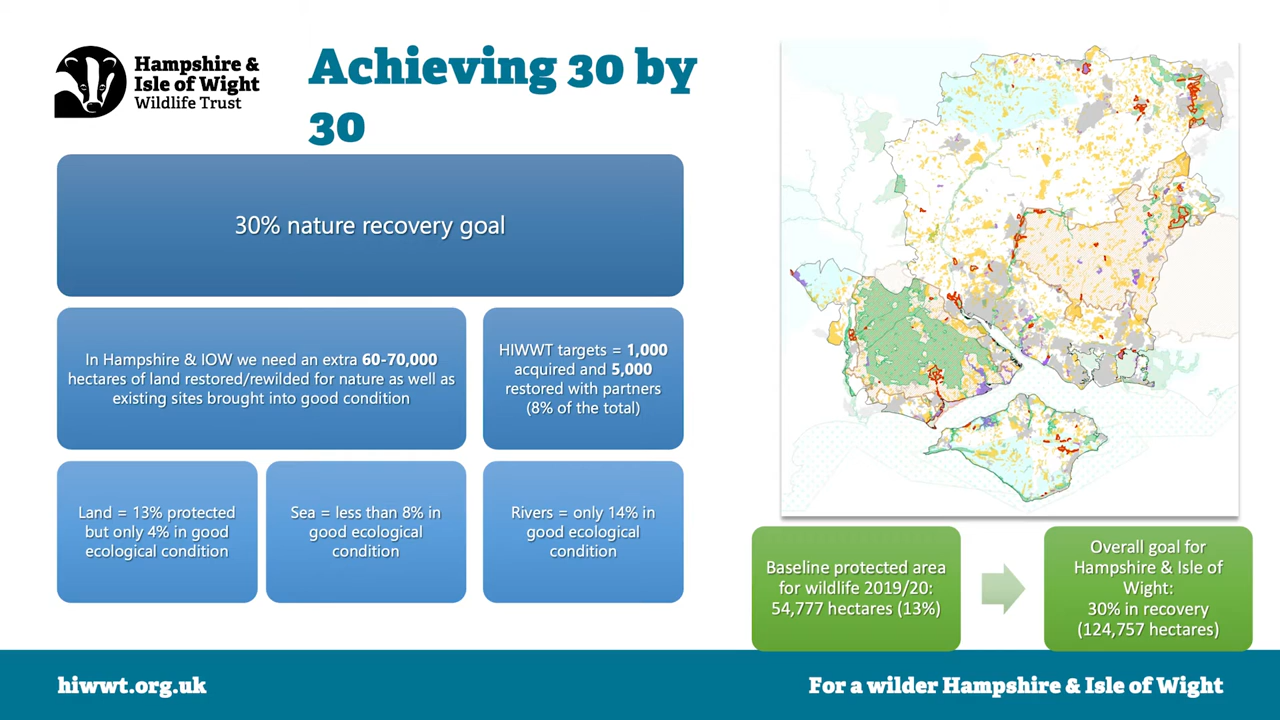 Hampshire &
Isle of Wight
Wildlife Trust
Achieving 30 by
30
30% nature recovery goal
In Hampshire & IOW we need an extra 60-70,000
hectares of land restored/rewilded for nature as well as
existing sites brought into good condition
HIWWT targets = 1,000
acquired and 5,000
restored with partners
(8% of the total)
Land = 13% protected
but only 4% in good
ecological condition
Sea = less than 8% in
good ecological
condition
Rivers = only 14% in
good ecological
condition
Baseline protected area
for wildlife 2019/20:
54,777 hectares (13%)
Overall goal for
Hampshire & Isle of
Wight:
30% in recovery
(124,757 hectares)
hiwwt.org.uk
For a wilder Hampshire & Isle of Wight